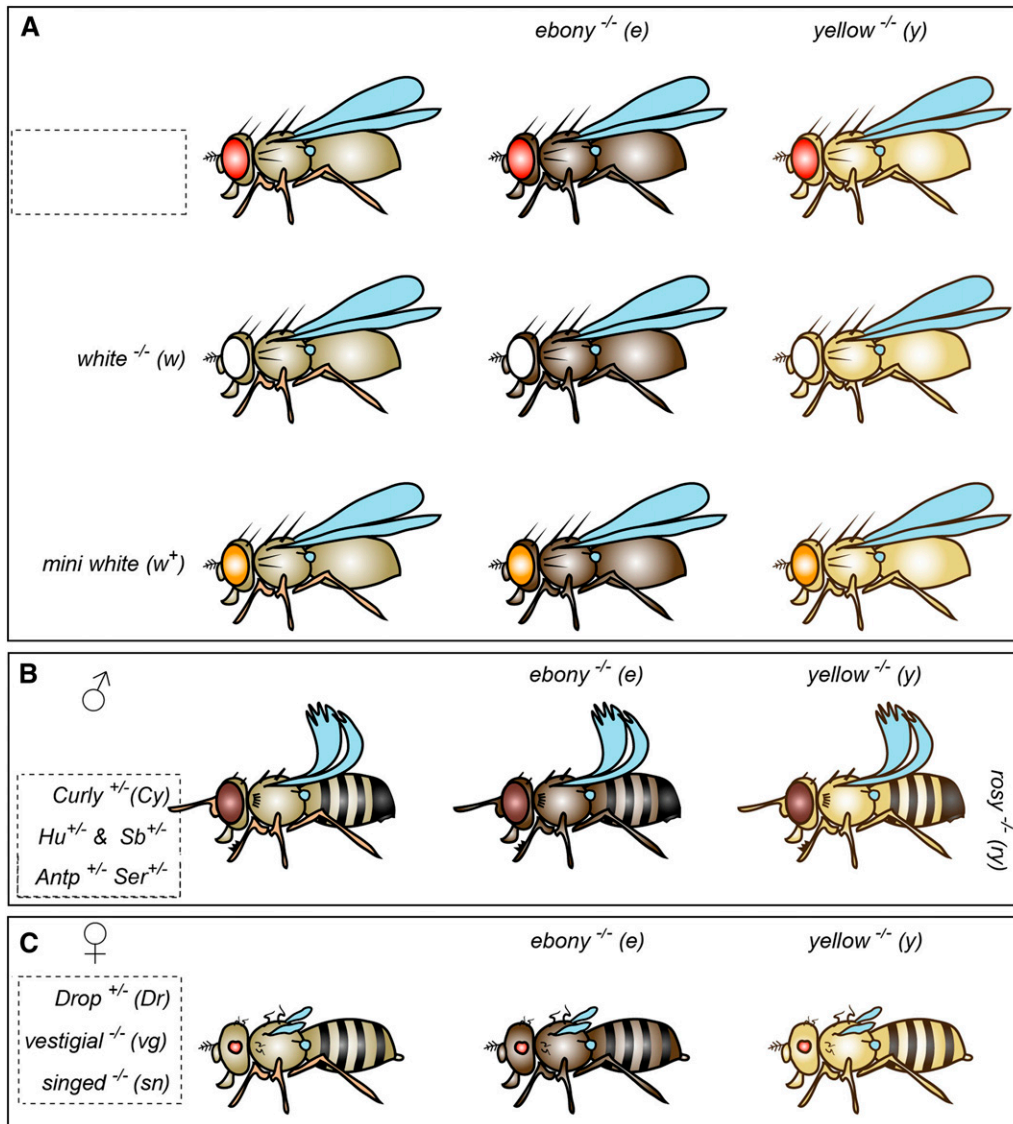 A
ebony -/- (e)
yellow -/- (y)
white -/- (w)
mini white (w+)
B
♂
ebony -/- (e)
yellow -/- (y)
Curly +/- (Cy)
Hu+/- & Sb+/-
Antp +/- Ser+/-
rosy -/- (ry)
C
♀
ebony -/- (e)
yellow -/- (y)
Drop +/- (Dr)
vestigial -/- (vg)
singed -/- (sn)